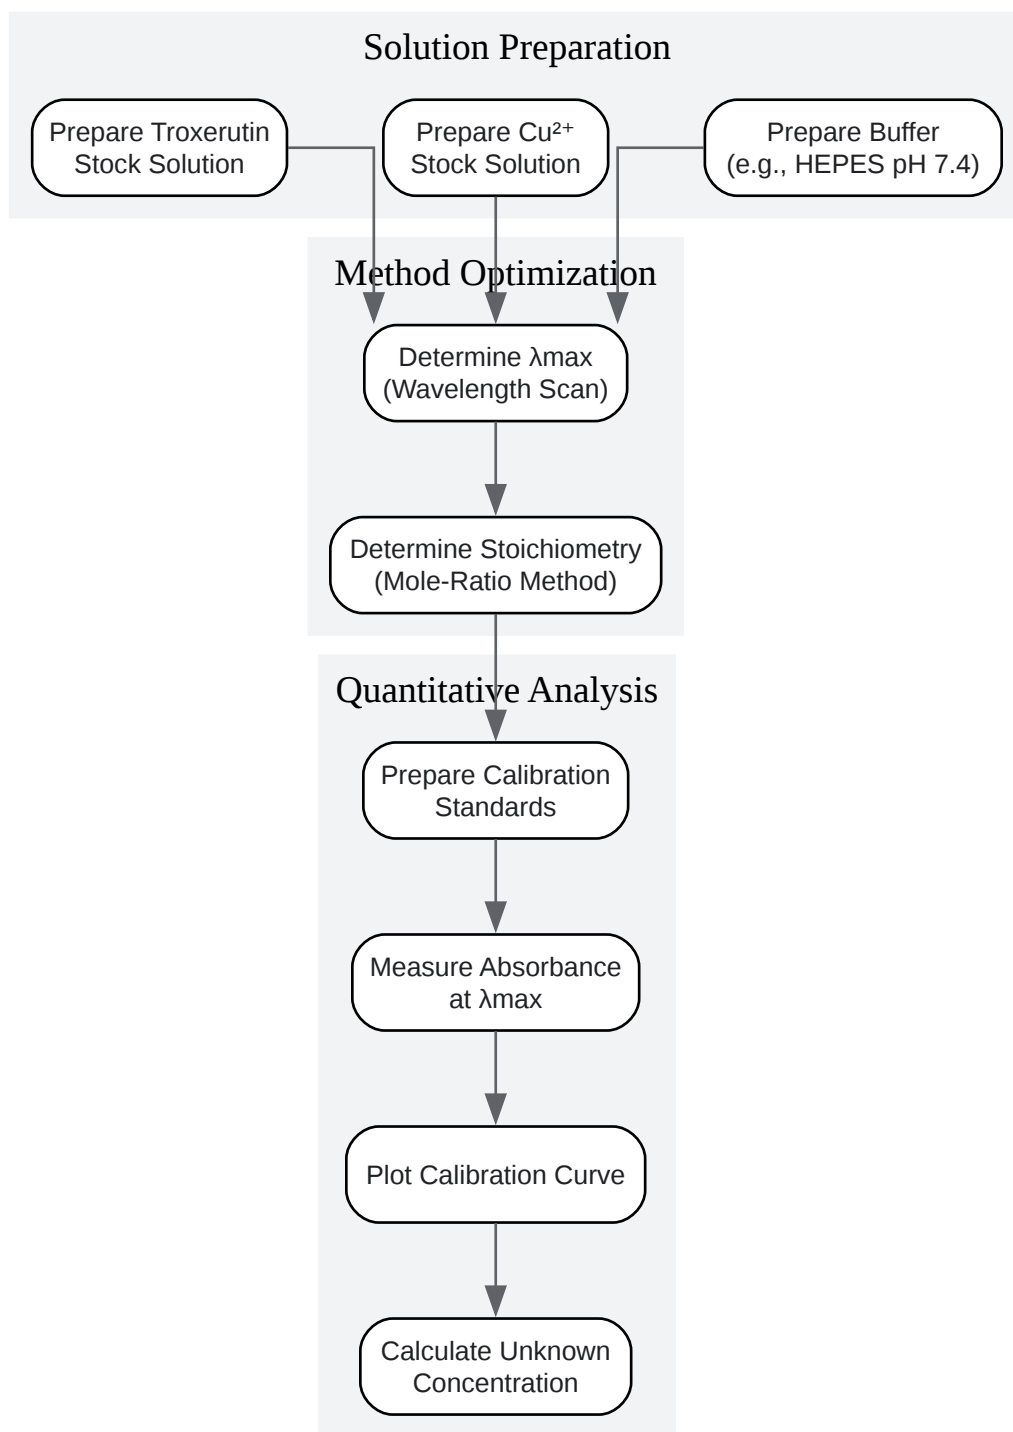 Solution Preparation
Prepare Troxerutin
Stock Solution
Prepare Cu²⁺
Stock Solution
Prepare Buffer
(e.g., HEPES pH 7.4)
Method Optimization
Determine λmax
(Wavelength Scan)
Determine Stoichiometry
(Mole-Ratio Method)
Quantitative Analysis
Prepare Calibration
Standards
Measure Absorbance
at λmax
Plot Calibration Curve
Calculate Unknown
Concentration